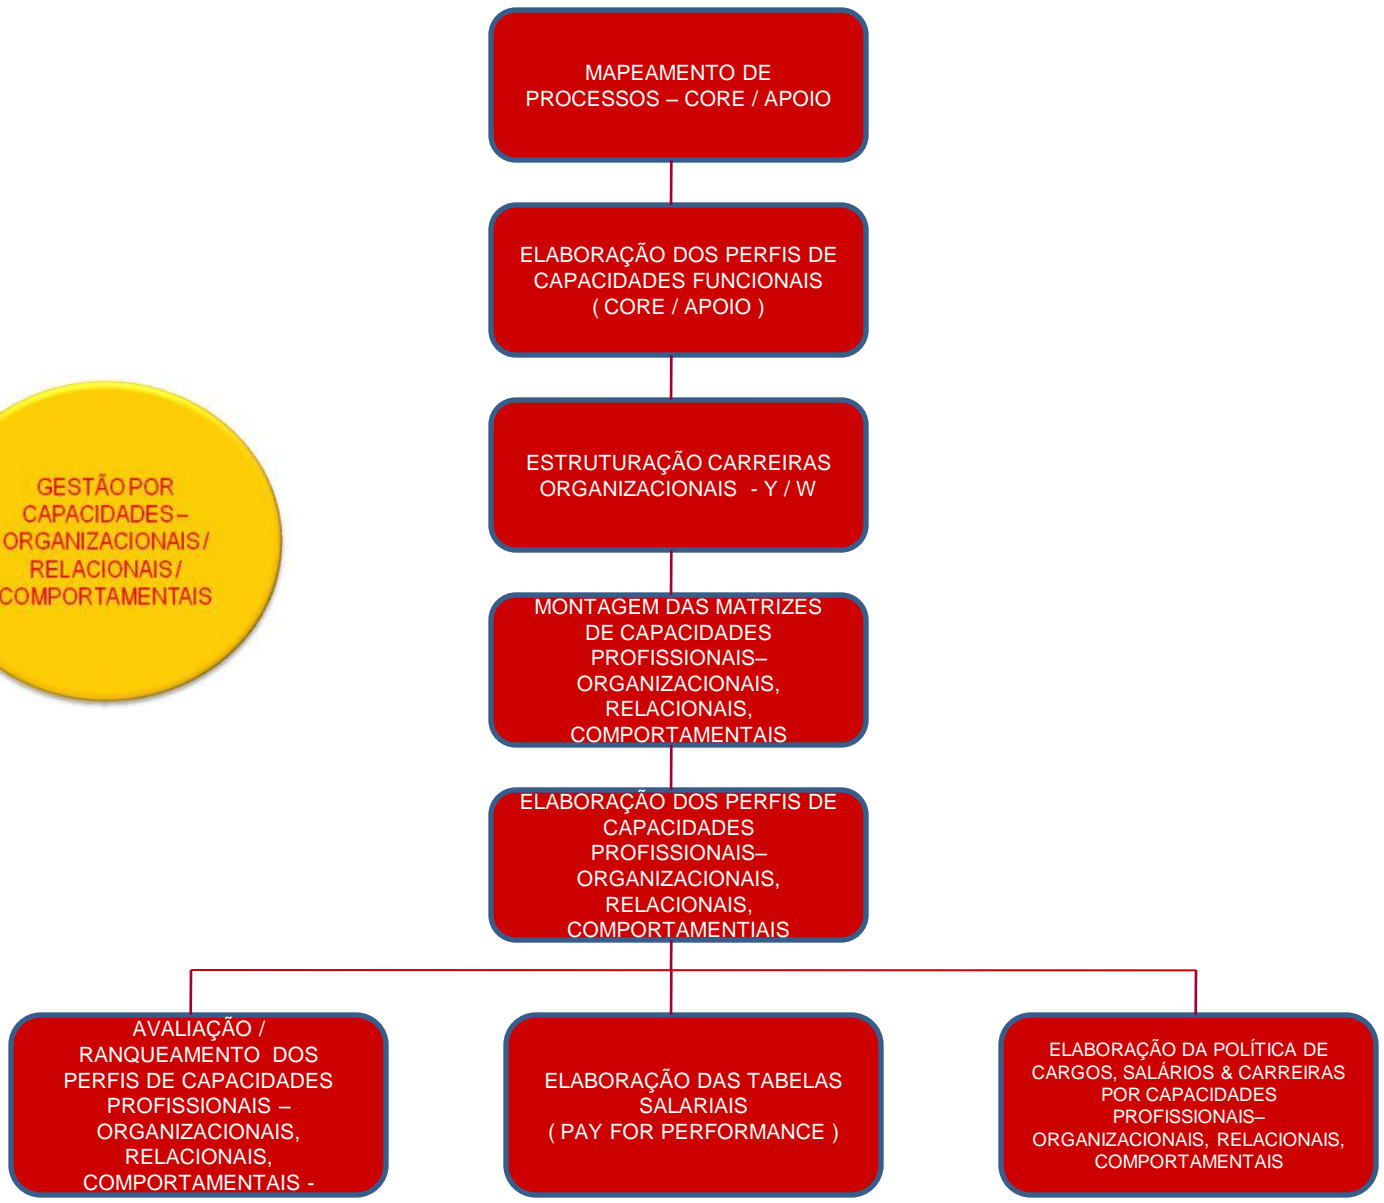 MAPEAMENTO DE
PROCESSOS – CORE / APOIO
ELABORAÇÃO DOS PERFIS DE
CAPACIDADES FUNCIONAIS
( CORE / APOIO )
GESTÃO POR
CAPACIDADES –
ORGANIZACIONAIS /
RELACIONAIS /
COMPORTAMENTAIS
ESTRUTURAÇÃO CARREIRAS
ORGANIZACIONAIS - Y / W
MONTAGEM DAS MATRIZES
DE CAPACIDADES
PROFISSIONAIS–
ORGANIZACIONAIS,
RELACIONAIS,
COMPORTAMENTAIS
ELABORAÇÃO DOS PERFIS DE
CAPACIDADES
PROFISSIONAIS–
ORGANIZACIONAIS,
RELACIONAIS,
COMPORTAMENTIAIS
AVALIAÇÃO /
RANQUEAMENTO DOS
PERFIS DE CAPACIDADES
PROFISSIONAIS –
ORGANIZACIONAIS,
RELACIONAIS,
COMPORTAMENTAIS -
ELABORAÇÃO DAS TABELAS
SALARIAIS
( PAY FOR PERFORMANCE )
ELABORAÇÃO DA POLÍTICA DE
CARGOS, SALÁRIOS & CARREIRAS
POR CAPACIDADES
PROFISSIONAIS–
ORGANIZACIONAIS, RELACIONAIS,
COMPORTAMENTAIS